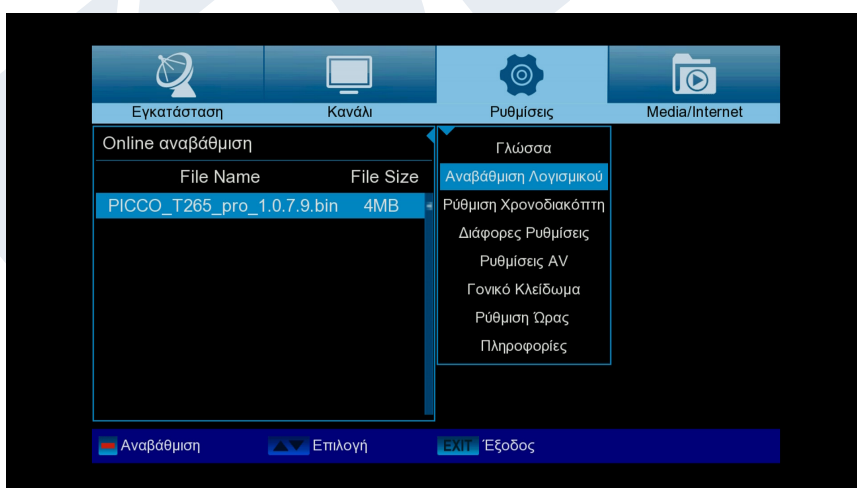 Εγκατάσταση
Κανάλι
Ρυθμίσεις
Media/Internet
Online αναβάθμιση
File Name File Size
PICCO_T265_pro_1.0.7.9.bin 4MB
Γλώσσα
Αναβάθμιση Λογισμικού
Ρύθμιση Χρονοδιακόπτη
Διάφορες Ρυθμίσεις
Ρυθμίσεις AV
Γονικό Κλείδωμα
Ρύθμιση Ώρας
Πληροφορίες
Αναβάθμιση
Επιλογή
EXIT Έξοδος